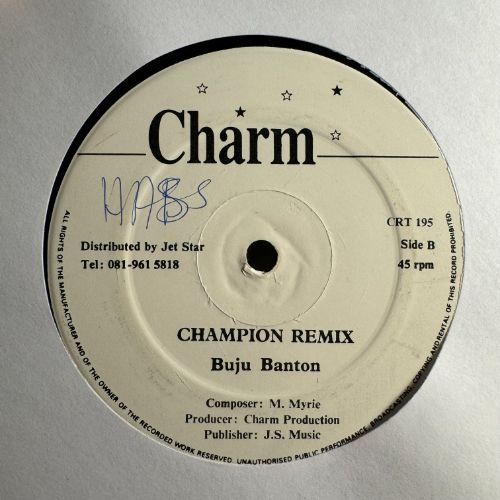 Charm
HABS
CRT 195
Distributed by Jet Star
Side B
Tel: 081-961 5818
45 rpm
CHAMPION REMIX
Buju Banton
Composer: M. Myrie
Producer: Charm Production
Publisher: J.S. Music
ALL RIGHTS OF THE MANUFACTURER AND OF THE OWNER OF THE RECORDED WORK RESERVED. UNAUTHORISED PUBLIC PERFORMANCE, BROADCASTING, COPYING AND RENTAL OF THIS RECORD PROHIBITED.